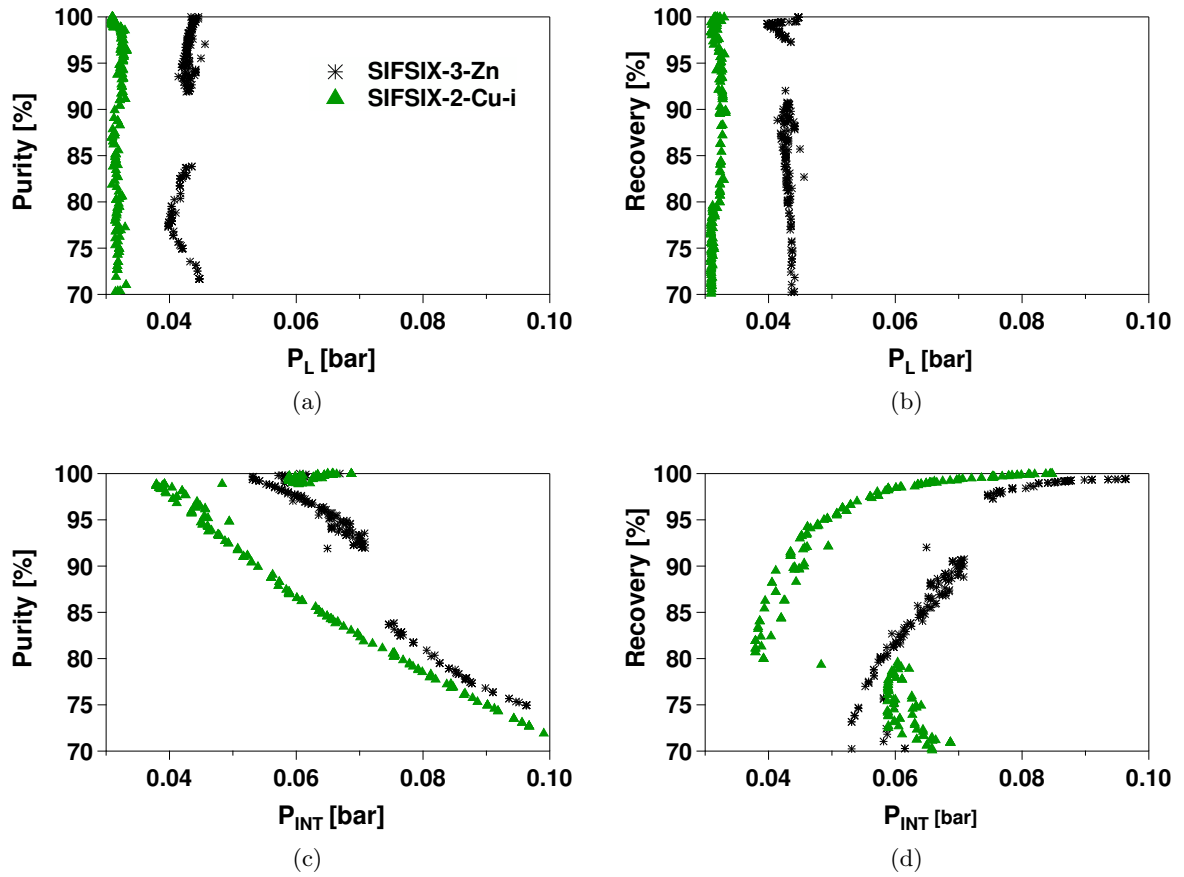 100
95
90
85
80
75
70
Purity [%]
SIFSIX-3-Zn
SIFSIX-2-Cu-i
0.04 0.06 0.08 0.10
P_L [bar]
(a)
100
95
90
85
80
75
70
Recovery [%]
0.04 0.06 0.08 0.10
P_L [bar]
(b)
100
95
90
85
80
75
70
Purity [%]
0.04 0.06 0.08 0.10
P_INT [bar]
(c)
100
95
90
85
80
75
70
Recovery [%]
0.04 0.06 0.08 0.10
P_INT [bar]
(d)